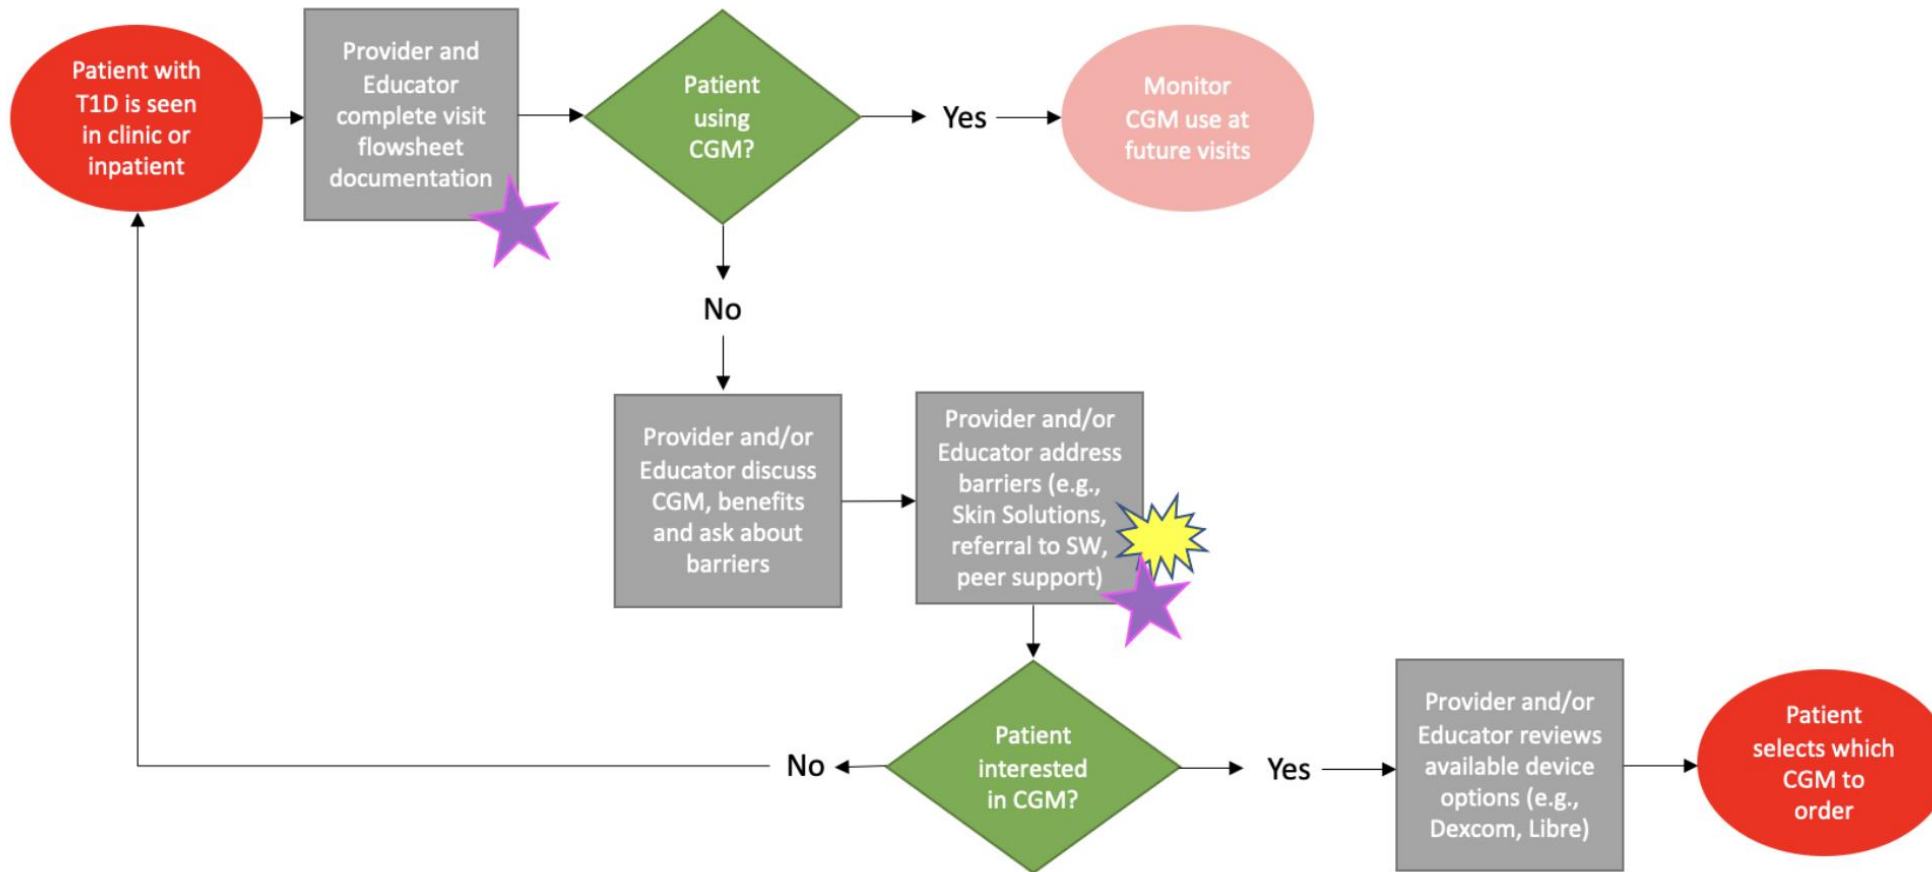 Patient with
T1D is seen
in clinic or
inpatient
Provider and
Educator
complete visit
flowsheet
documentation
Patient
using
CGM?
Yes
Monitor
CGM use at
future visits
No
Provider and/or
Educator discuss
CGM, benefits
and ask about
barriers
Provider and/or
Educator address
barriers (e.g.,
Skin Solutions,
referral to SW,
peer support)
Patient
interested
in CGM?
No
Yes
Provider and/or
Educator reviews
available device
options (e.g.,
Dexcom, Libre)
Patient
selects which
CGM to
order